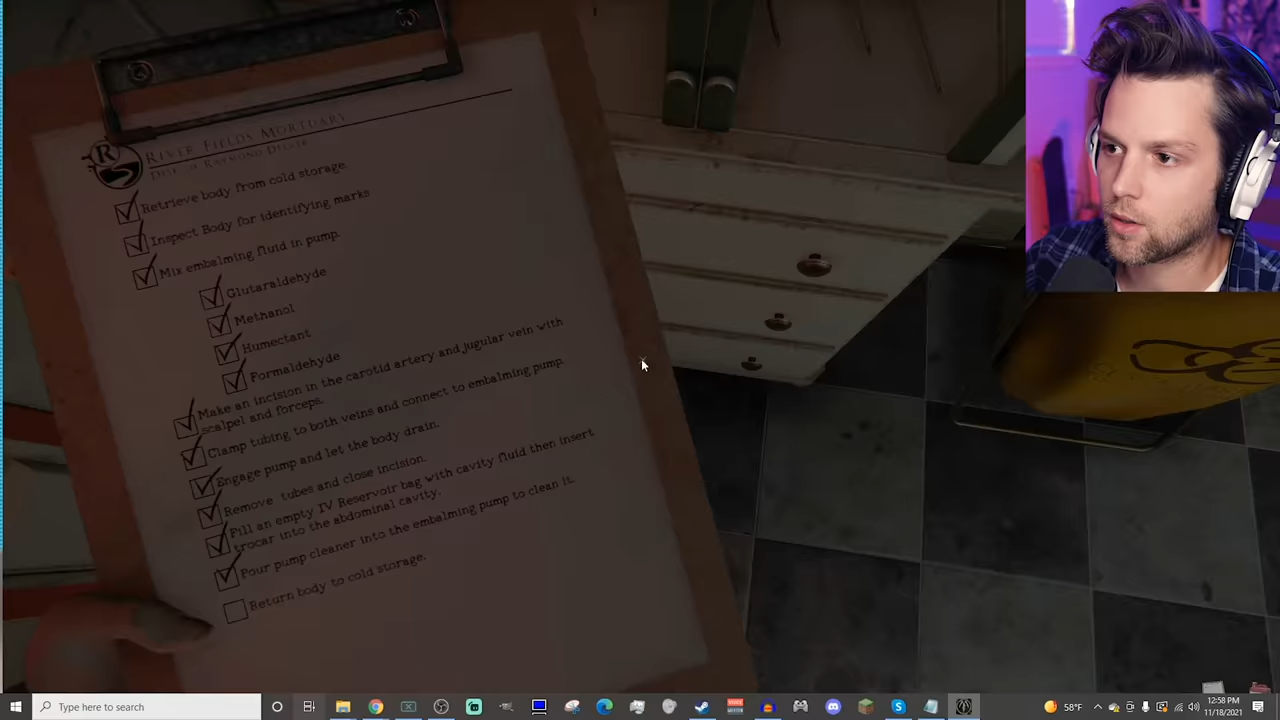 RIVER FIELDS MORTUARY
DESK OF RAYMOND DELVER
Retrieve body from cold storage.
Inspect Body for identifying marks
Mix embalming fluid in pump.
Glutaraldehyde
Methanol
Humectant
Formaldehyde
Make an incision in the carotid artery and jugular vein with
scalpel and forceps.
Clamp tubing to both veins and connect to embalming pump.
Engage pump and let the body drain.
Remove tubes and close incision.
Fill an empty IV Reservoir bag with cavity fluid then insert
trocar into the abdominal cavity.
Pour pump cleaner into the embalming pump to clean it.
Return body to cold storage.
Type here to search
58°F
12:58 PM
11/18/2021